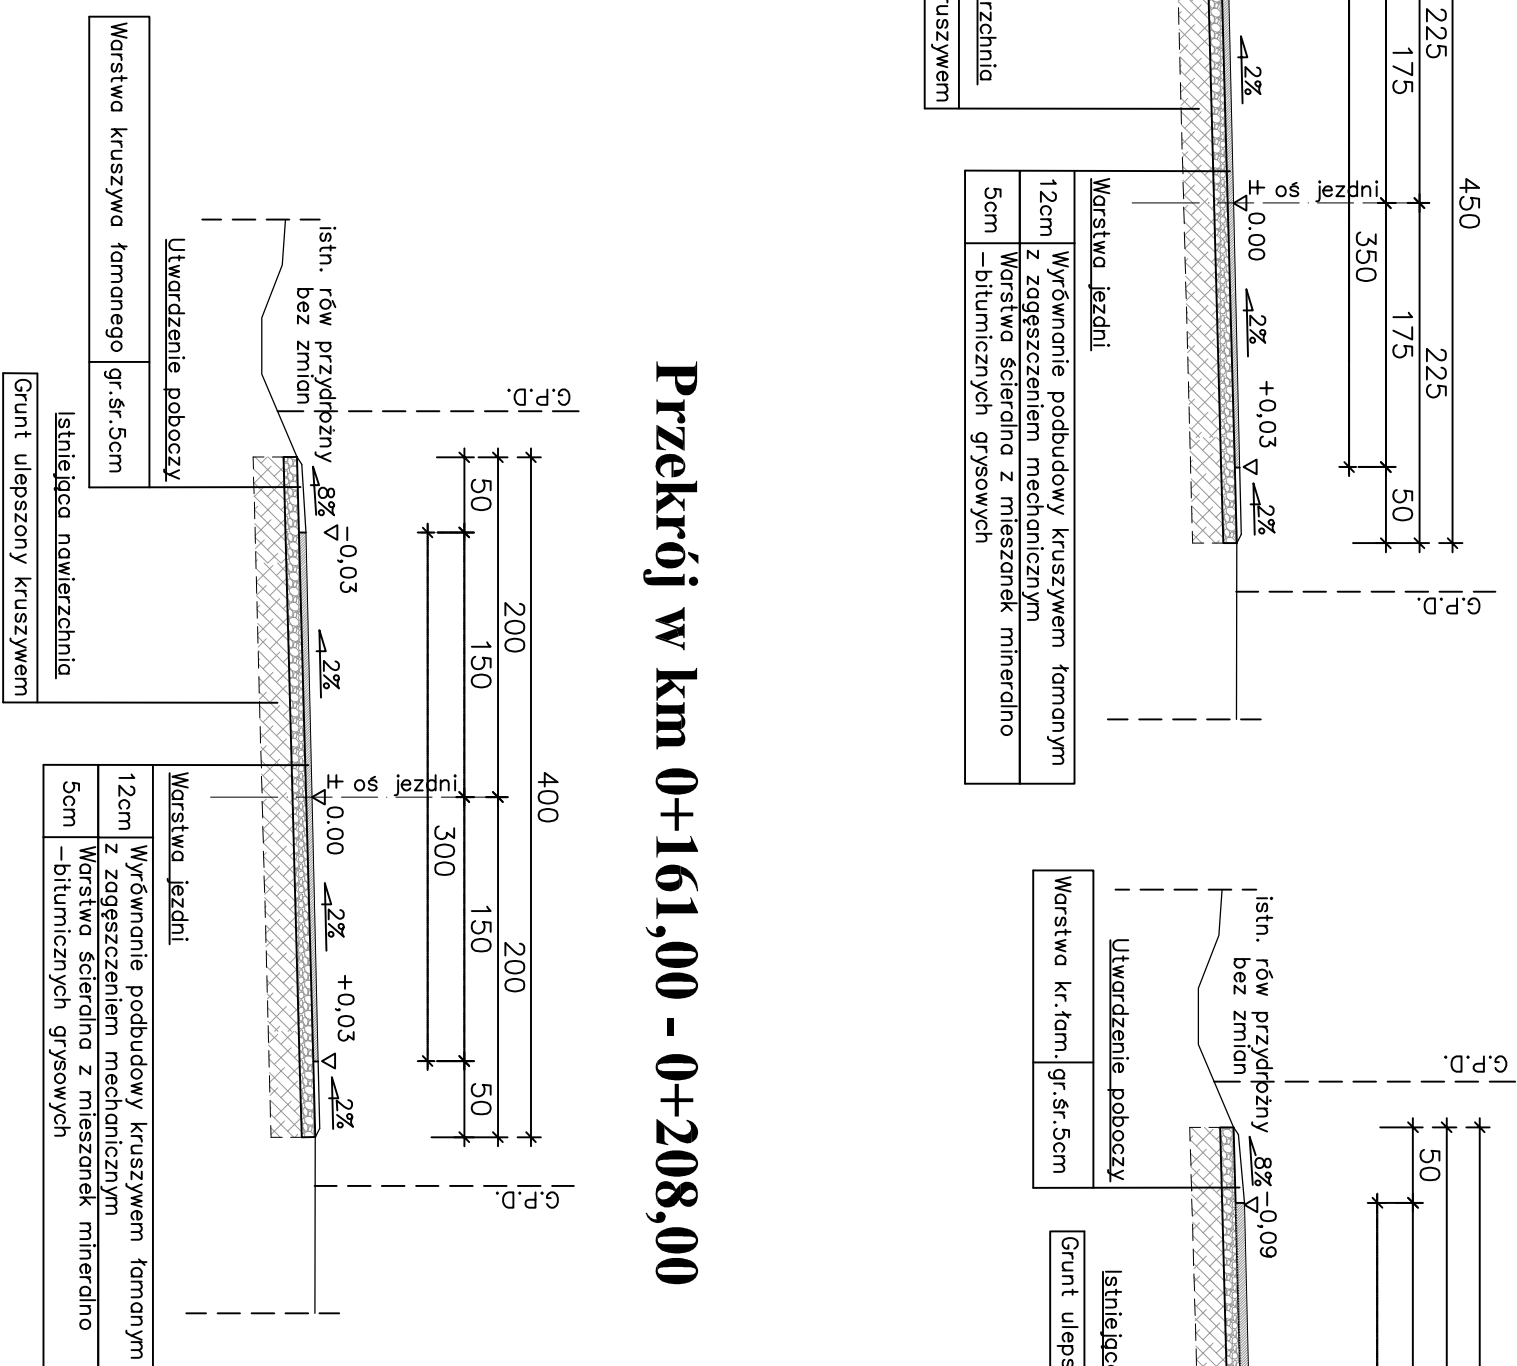 225
225
450
175
175
50
350
oś jezdni
± 0.00
2%
2%
+0,03
2%
G.P.D.
rzchnia
ruszywem
Warstwa jezdni
12cm Wyrównanie podbudowy kruszywem łamanym
z zagęszczeniem mechanicznym
5cm Warstwa ścieralna z mieszanek mineralno
-bitumicznych grysowych
G.P.D.
50
istn. rów przydrożny
bez zmian
8%
-0,09
Utwardzenie poboczy
Warstwa kr.łam. gr.śr.5cm
Istniejąca
Grunt uleps
Przekrój w km 0+161,00 - 0+208,00
400
200
200
50
150
150
50
300
G.P.D.
G.P.D.
istn. rów przydrożny
bez zmian
8%
-0,03
2%
oś jezdni
± 0.00
2%
+0,03
2%
Utwardzenie poboczy
Warstwa kruszywa łamanego gr.śr.5cm
Istniejąca nawierzchnia
Grunt ulepszony kruszywem
Warstwa jezdni
12cm Wyrównanie podbudowy kruszywem łamanym
z zagęszczeniem mechanicznym
5cm Warstwa ścieralna z mieszanek mineralno
-bitumicznych grysowych